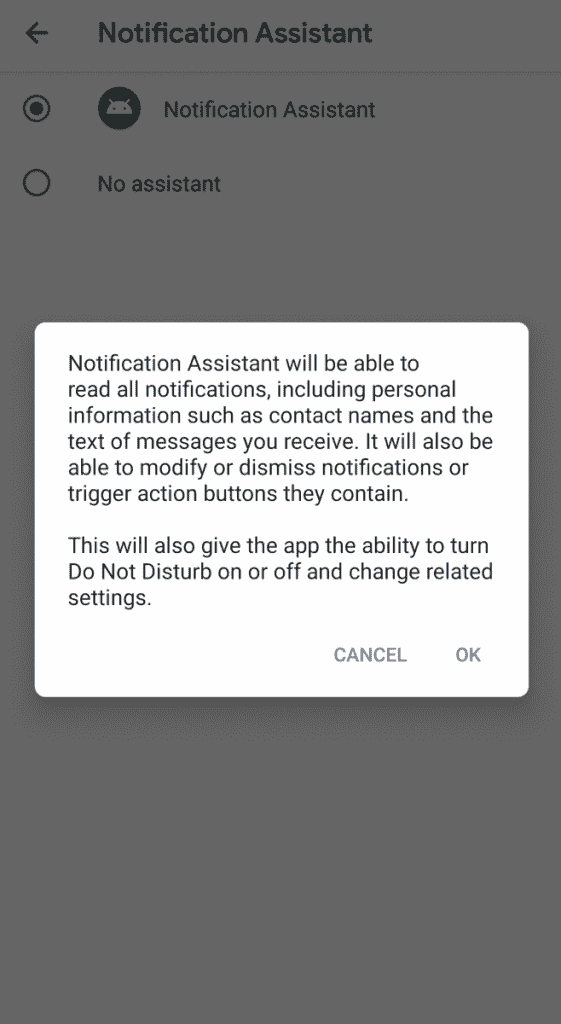 Notification Assistant
Notification Assistant
No assistant
Notification Assistant will be able to
read all notifications, including personal
information such as contact names and the
text of messages you receive. It will also be
able to modify or dismiss notifications or
trigger action buttons they contain.
This will also give the app the ability to turn
Do Not Disturb on or off and change related
settings.
CANCEL OK